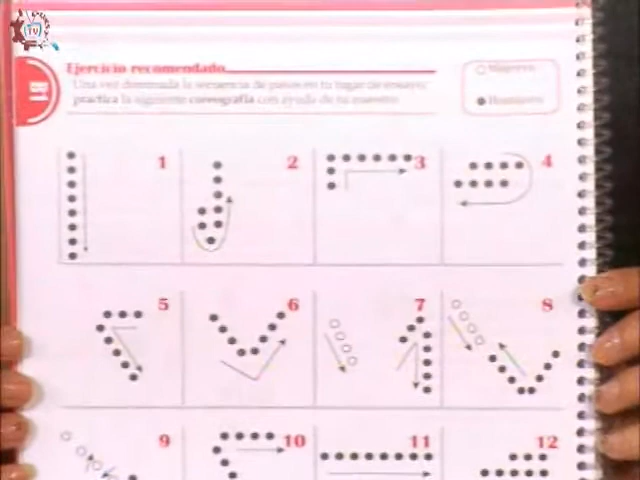 TV
Ejercicio recomendado
Una vez dominada la secuencia de pasos en tu lugar de ensayo,
practica la siguiente coreografía con ayuda de tu maestro.
Mujeres
Hombres
1 2 3 4
5 6 7 8
9 10 11 12